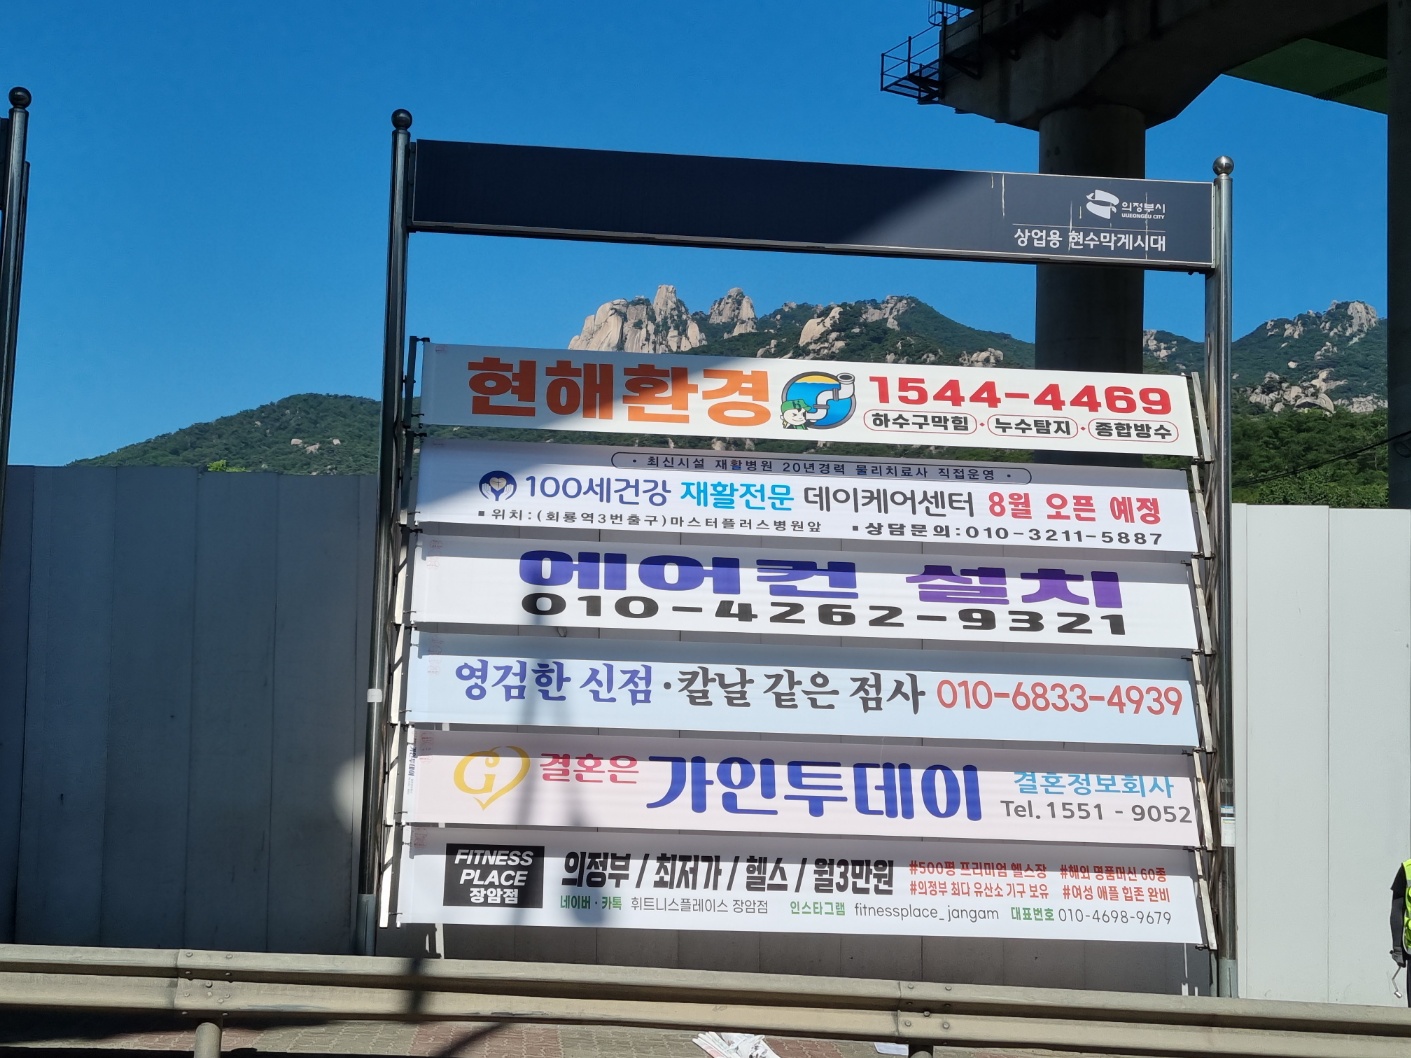 의정부시
UIJEONGBU CITY
상업용 현수막게시대
현해환경 1544-4469
하수구막힘 · 누수탐지 · 종합방수
· 최신시설 재활병원 20년경력 물리치료사 직접운영 ·
100세건강 재활전문 데이케어센터 8월 오픈 예정
▪위치:(회룡역3번출구)마스터플러스병원앞 ▪상담문의:010-3211-5887
에어컨 설치
010-4262-9321
영검한 신점·칼날 같은 점사 010-6833-4939
결혼은 가인투데이 결혼정보회사
Tel. 1551 - 9052
FITNESS
PLACE
장암점
의정부 / 최저가 / 헬스 / 월3만원
#500평 프리미엄 헬스장 #해외 명품머신 60종
#의정부 최다 유산소 기구 보유 #여성 애플 힙존 완비
네이버 · 카톡 휘트니스플레이스 장암점 인스타그램 fitnessplace_jangam 대표번호 010-4698-9679